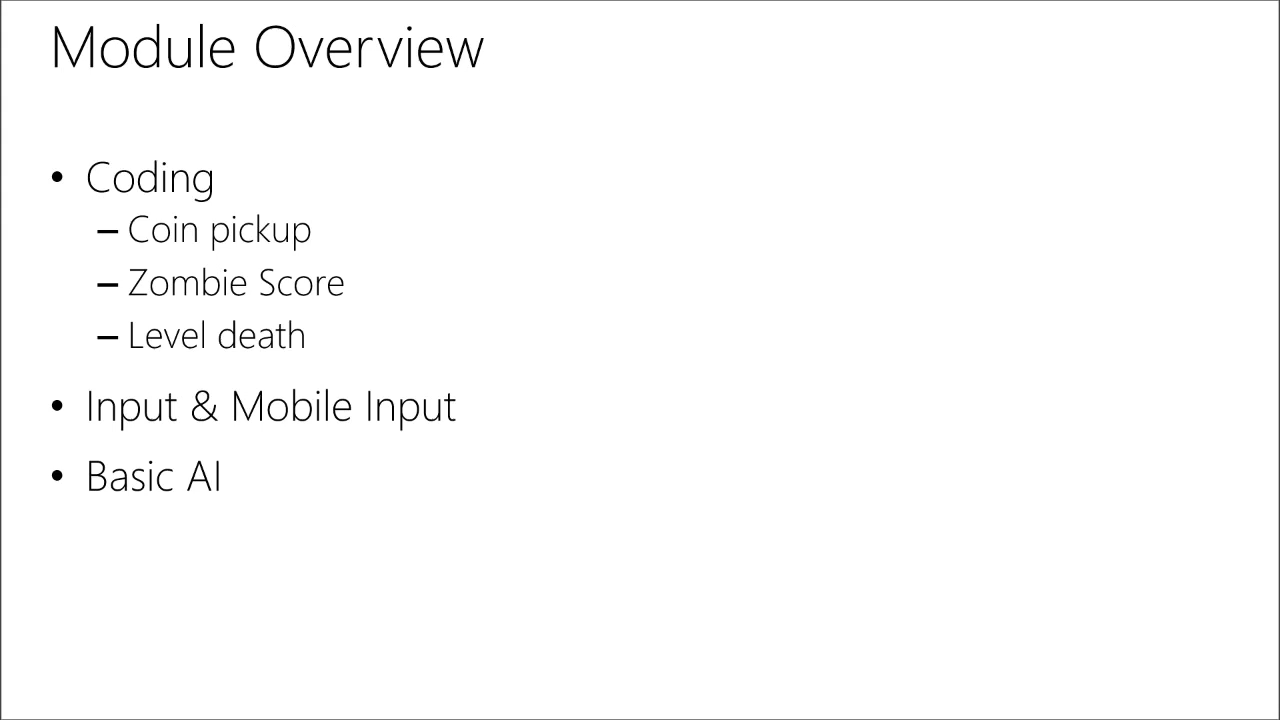 Module Overview
• Coding
– Coin pickup
– Zombie Score
– Level death
• Input & Mobile Input
• Basic AI